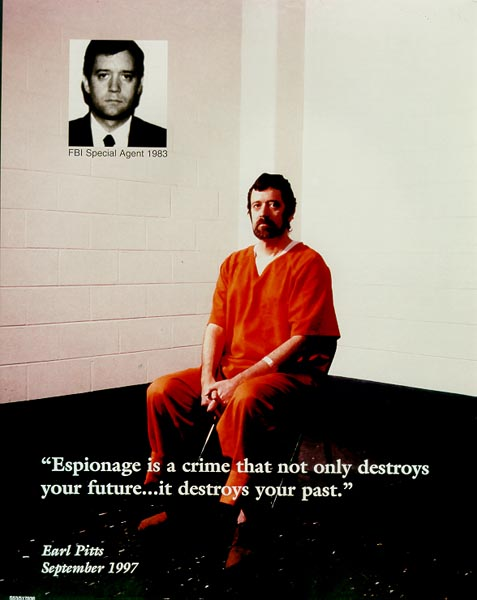 FBI Special Agent 1983
“Espionage is a crime that not only destroys
your future...it destroys your past.”
Earl Pitts
September 1997